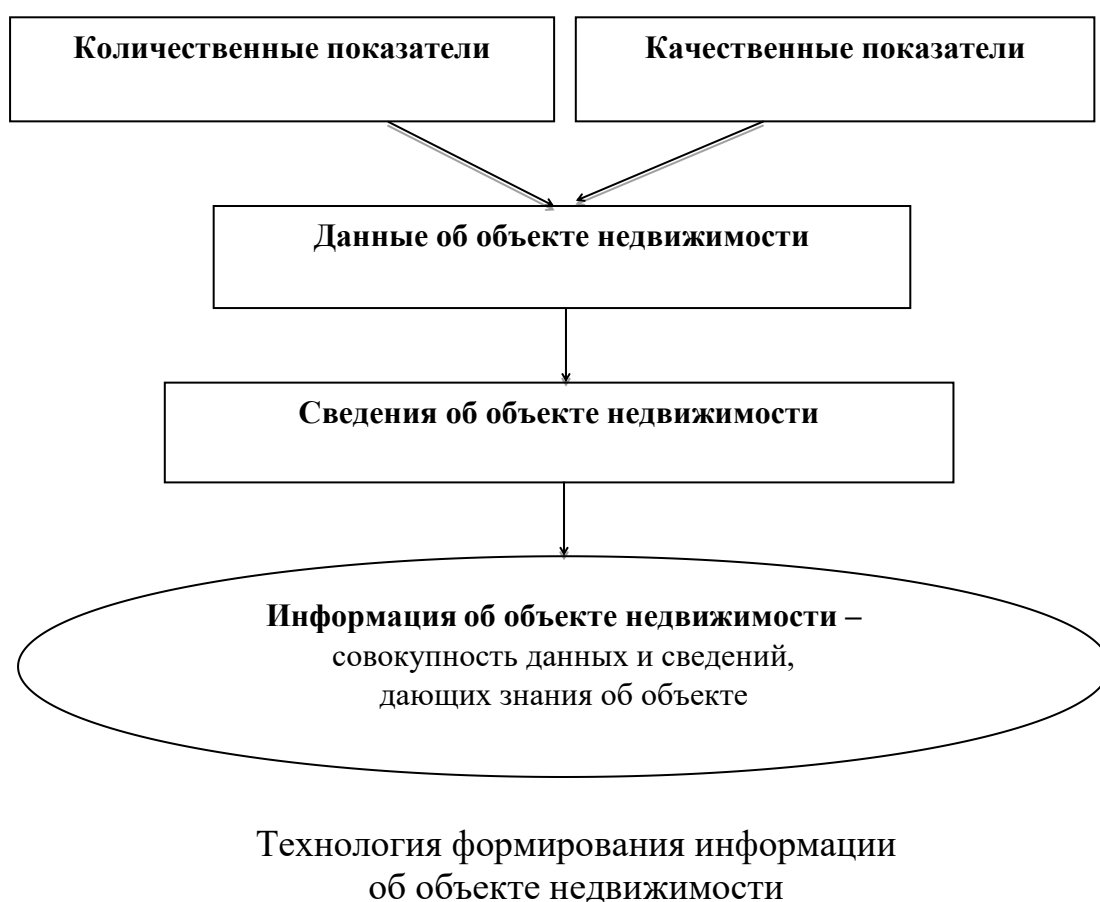 Количественные показатели
Качественные показатели
Данные об объекте недвижимости
Сведения об объекте недвижимости
Информация об объекте недвижимости –
совокупность данных и сведений,
дающих знания об объекте
Технология формирования информации
об объекте недвижимости